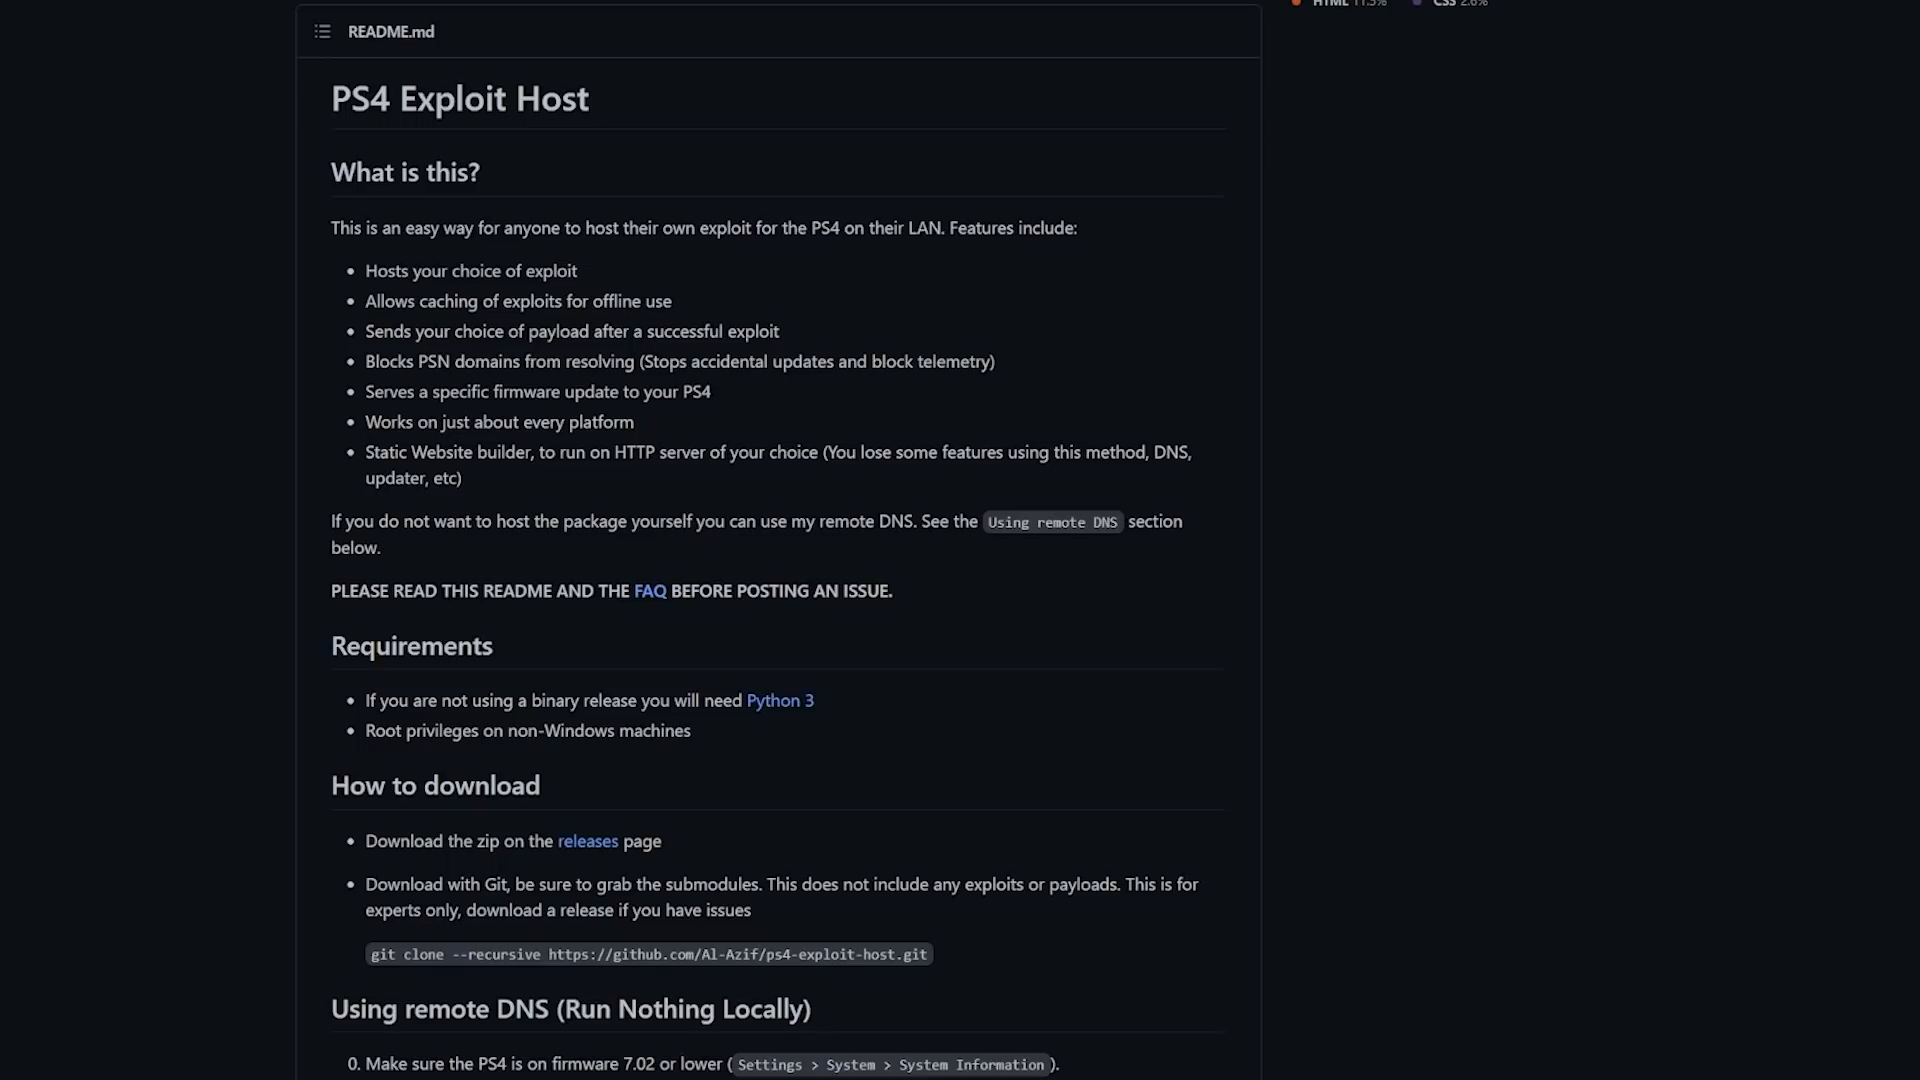 HTML 11.5% CSS 2.6%
README.md
PS4 Exploit Host
What is this?
This is an easy way for anyone to host their own exploit for the PS4 on their LAN. Features include:
Hosts your choice of exploit
Allows caching of exploits for offline use
Sends your choice of payload after a successful exploit
Blocks PSN domains from resolving (Stops accidental updates and block telemetry)
Serves a specific firmware update to your PS4
Works on just about every platform
Static Website builder, to run on HTTP server of your choice (You lose some features using this method, DNS,
updater, etc)
If you do not want to host the package yourself you can use my remote DNS. See the Using remote DNS section
below.
PLEASE READ THIS README AND THE FAQ BEFORE POSTING AN ISSUE.
Requirements
If you are not using a binary release you will need Python 3
Root privileges on non-Windows machines
How to download
Download the zip on the releases page
Download with Git, be sure to grab the submodules. This does not include any exploits or payloads. This is for
experts only, download a release if you have issues
git clone --recursive https://github.com/Al-Azif/ps4-exploit-host.git
Using remote DNS (Run Nothing Locally)
0. Make sure the PS4 is on firmware 7.02 or lower (Settings > System > System Information).